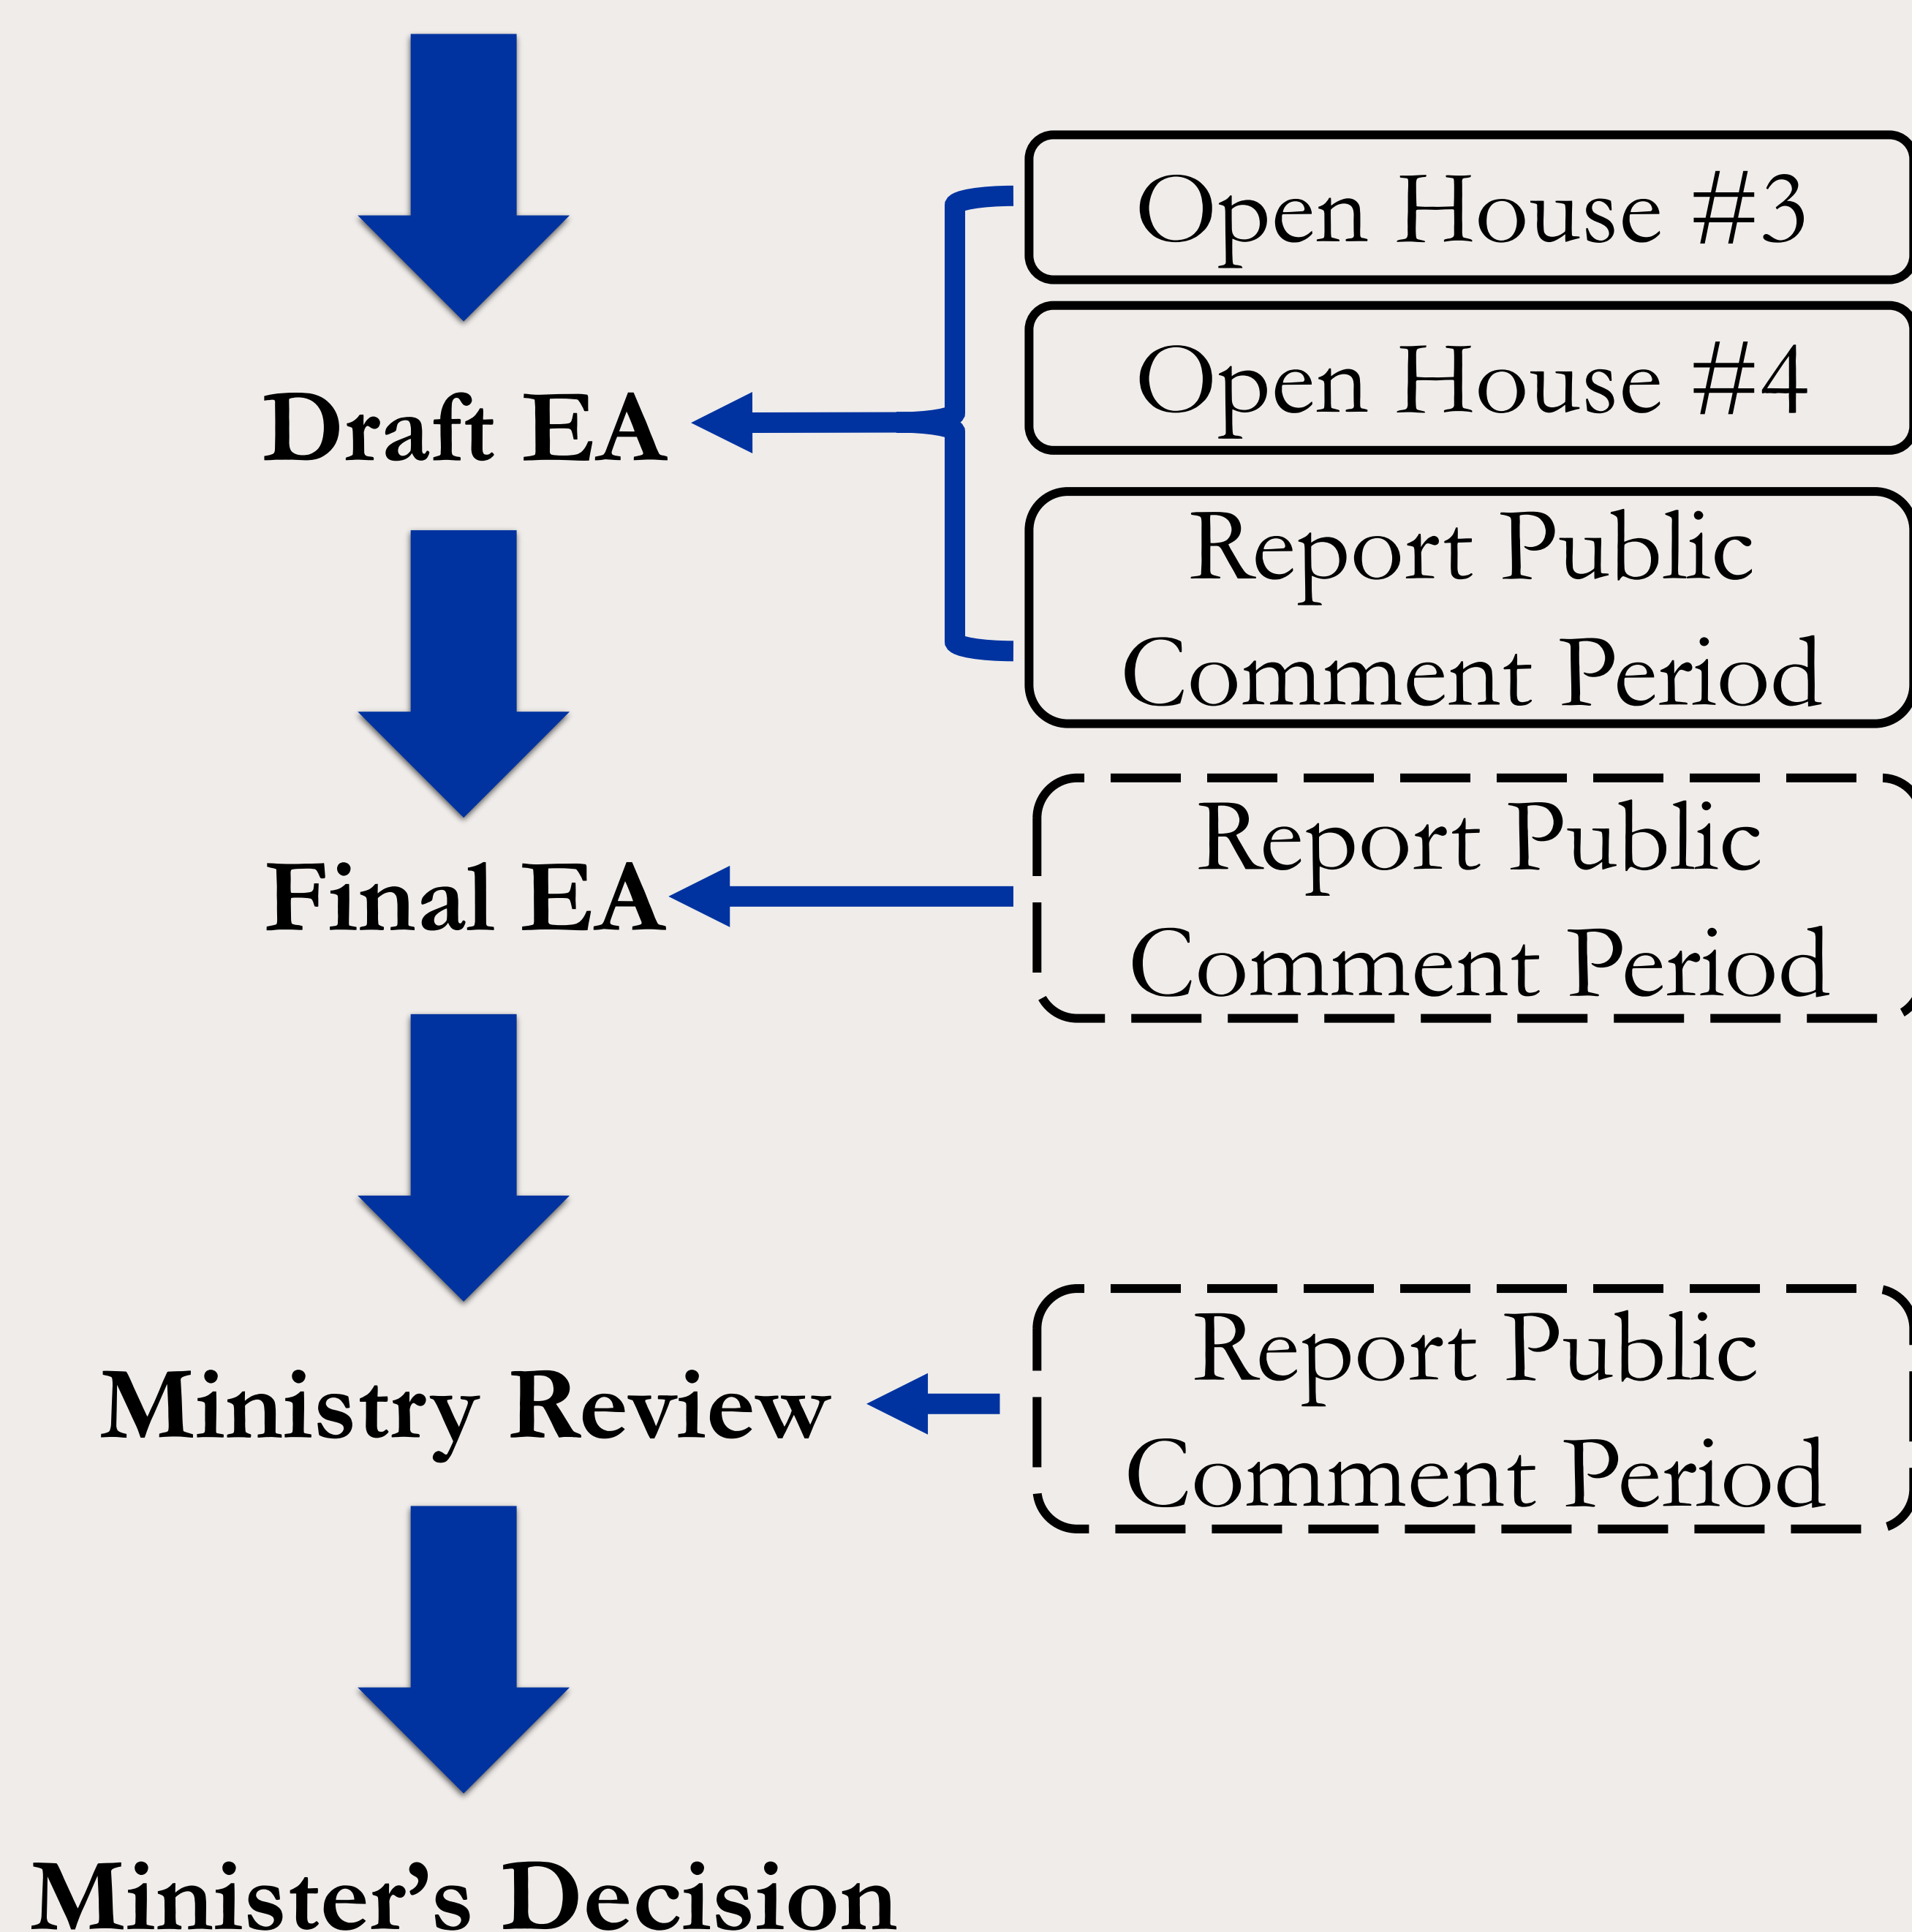 Open House #3
Open House #4
Draft EA
Report Public
Comment Period
Final EA
Report Public
Comment Period
Ministry Review
Report Public
Comment Period
Minister’s Decision